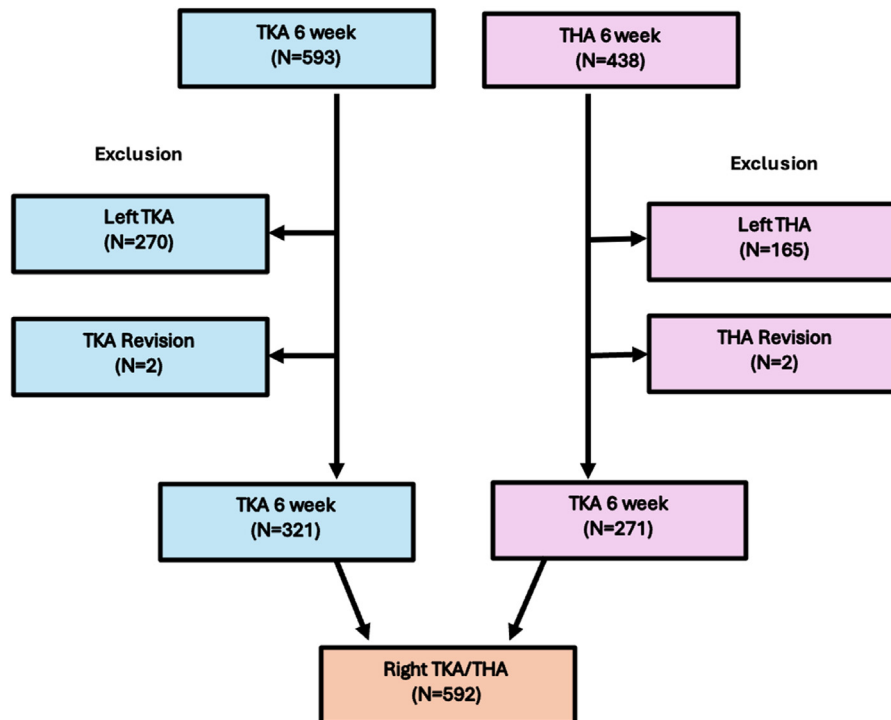 TKA 6 week
(N=593)
THA 6 week
(N=438)
Exclusion
Exclusion
Left TKA
(N=270)
Left THA
(N=165)
TKA Revision
(N=2)
THA Revision
(N=2)
TKA 6 week
(N=321)
TKA 6 week
(N=271)
Right TKA/THA
(N=592)